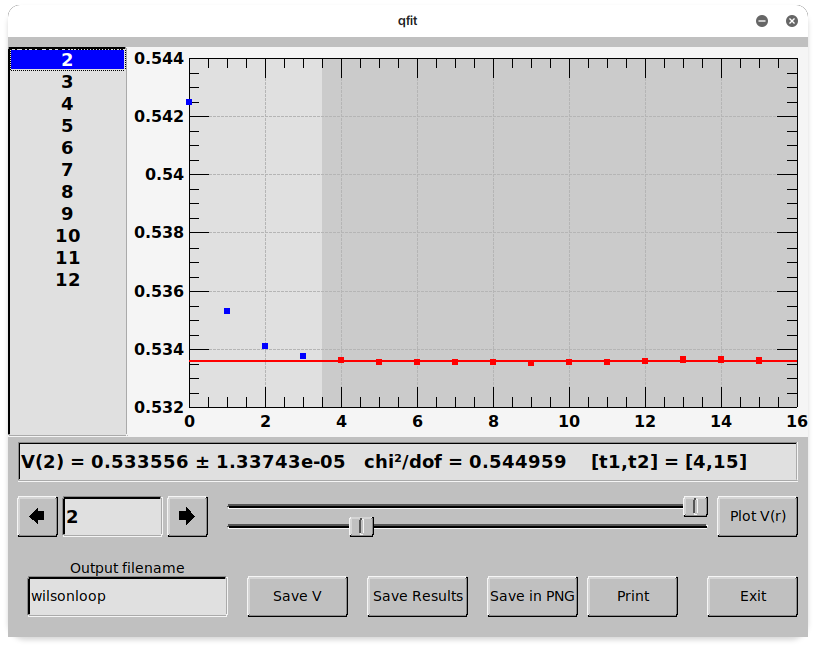 qfit
2
3
4
5
6
7
8
9
10
11
12
0.544
0.542
0.54
0.538
0.536
0.534
0.532
0 2 4 6 8 10 12 14 16
V(2) = 0.533556 ± 1.33743e-05 chi²/dof = 0.544959 [t1,t2] = [4,15]
2
Plot V(r)
Output filename
wilsonloop
Save V
Save Results
Save in PNG
Print
Exit